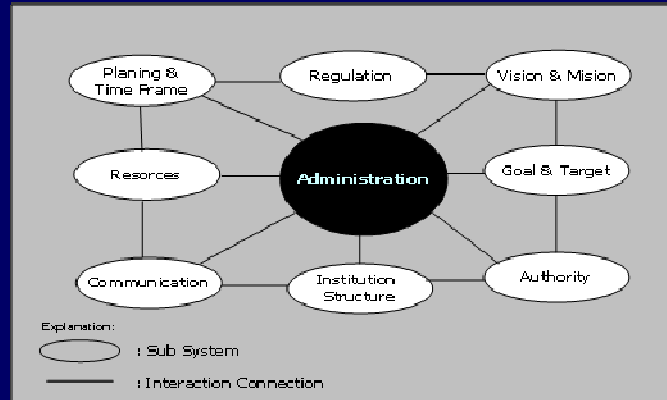 Planing &
Time Frame
Regulation
Vision & Mision
Resorces
Administration
Goal & Target
Communication
Institution
Structure
Authority
Explanation:
: Sub System
: Interaction Connection